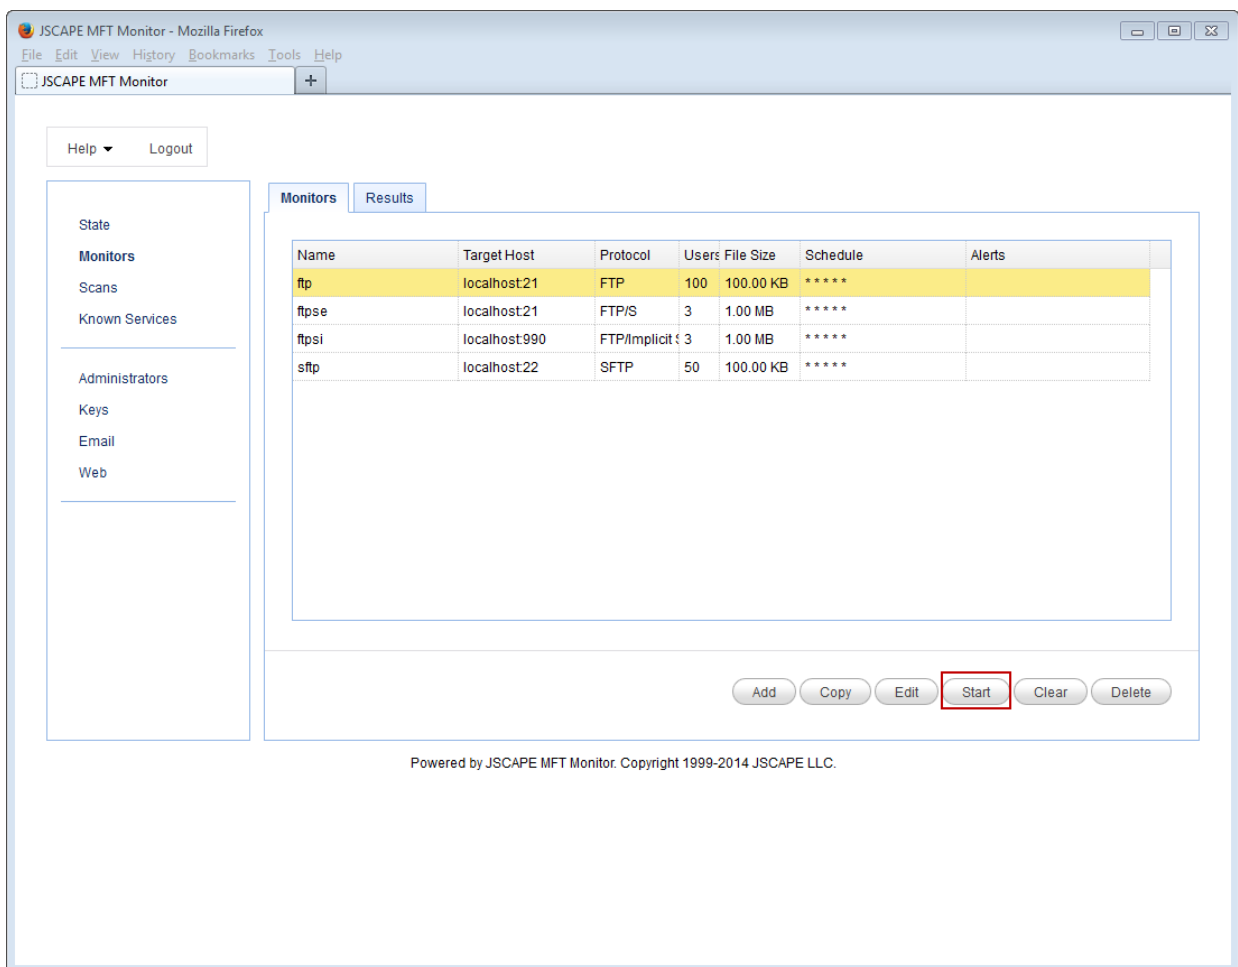 JSCAPE MFT Monitor - Mozilla Firefox
File Edit View History Bookmarks Tools Help
JSCAPE MFT Monitor +
Help Logout
Monitors Results
State
Monitors
Scans
Known Services
Administrators
Keys
Email
Web
Name Target Host Protocol Users File Size Schedule Alerts
ftp localhost:21 FTP 100 100.00 KB * * * * *
ftpse localhost:21 FTP/S 3 1.00 MB * * * * *
ftpsi localhost:990 FTP/Implicit 3 1.00 MB * * * * *
sftp localhost:22 SFTP 50 100.00 KB * * * * *
Add Copy Edit Start Clear Delete
Powered by JSCAPE MFT Monitor. Copyright 1999-2014 JSCAPE LLC.